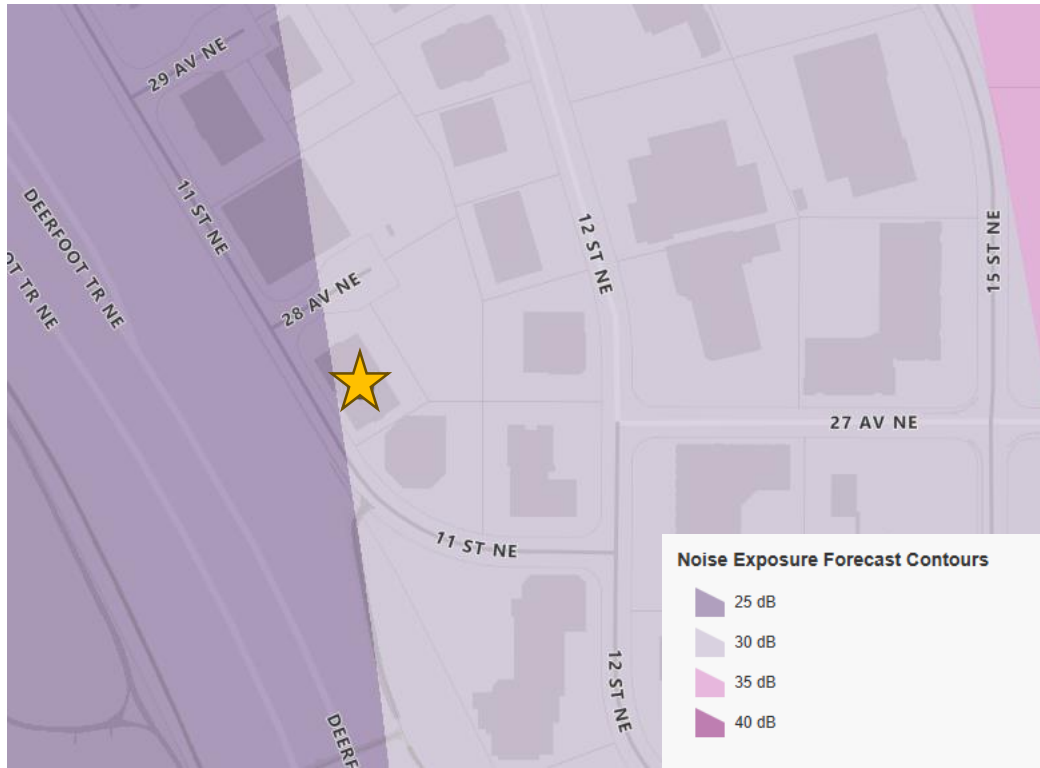 29 AV NE
11 ST NE
DEERFOOT TR NE
OT TR NE
28 AV NE
12 ST NE
15 ST NE
27 AV NE
11 ST NE
12 ST NE
DEERF
Noise Exposure Forecast Contours
25 dB
30 dB
35 dB
40 dB